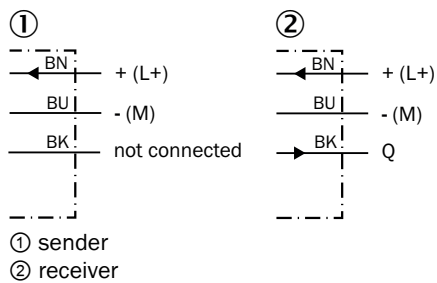 ① ②
BN + (L+) BN + (L+)
BU - (M) BU - (M)
BK not connected BK Q
① sender
② receiver